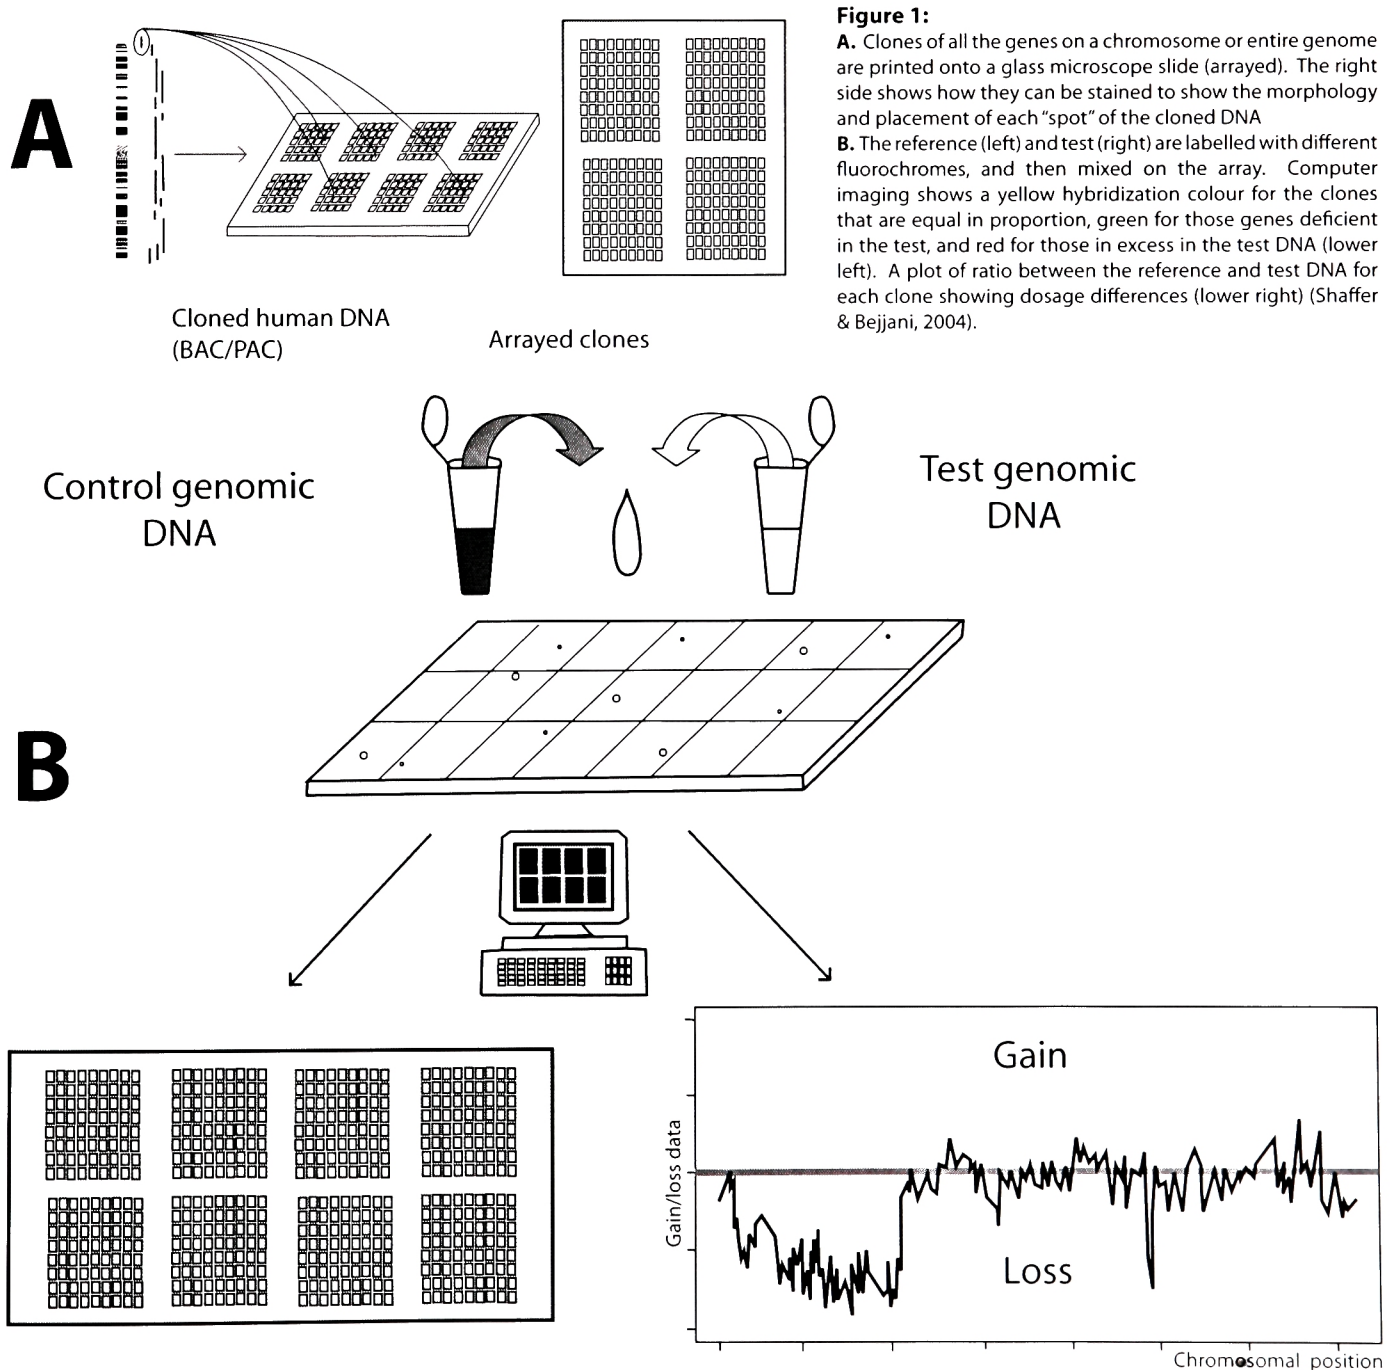 Figure 1:
A. Clones of all the genes on a chromosome or entire genome
are printed onto a glass microscope slide (arrayed). The right
side shows how they can be stained to show the morphology
and placement of each "spot" of the cloned DNA
B. The reference (left) and test (right) are labelled with different
fluorochromes, and then mixed on the array. Computer
imaging shows a yellow hybridization colour for the clones
that are equal in proportion, green for those genes deficient
in the test, and red for those in excess in the test DNA (lower
left). A plot of ratio between the reference and test DNA for
each clone showing dosage differences (lower right) (Shaffer
& Bejjani, 2004).
A
Cloned human DNA
(BAC/PAC)
Arrayed clones
Control genomic
DNA
Test genomic
DNA
B
Gain
Gain/loss data
Loss
Chromosomal position